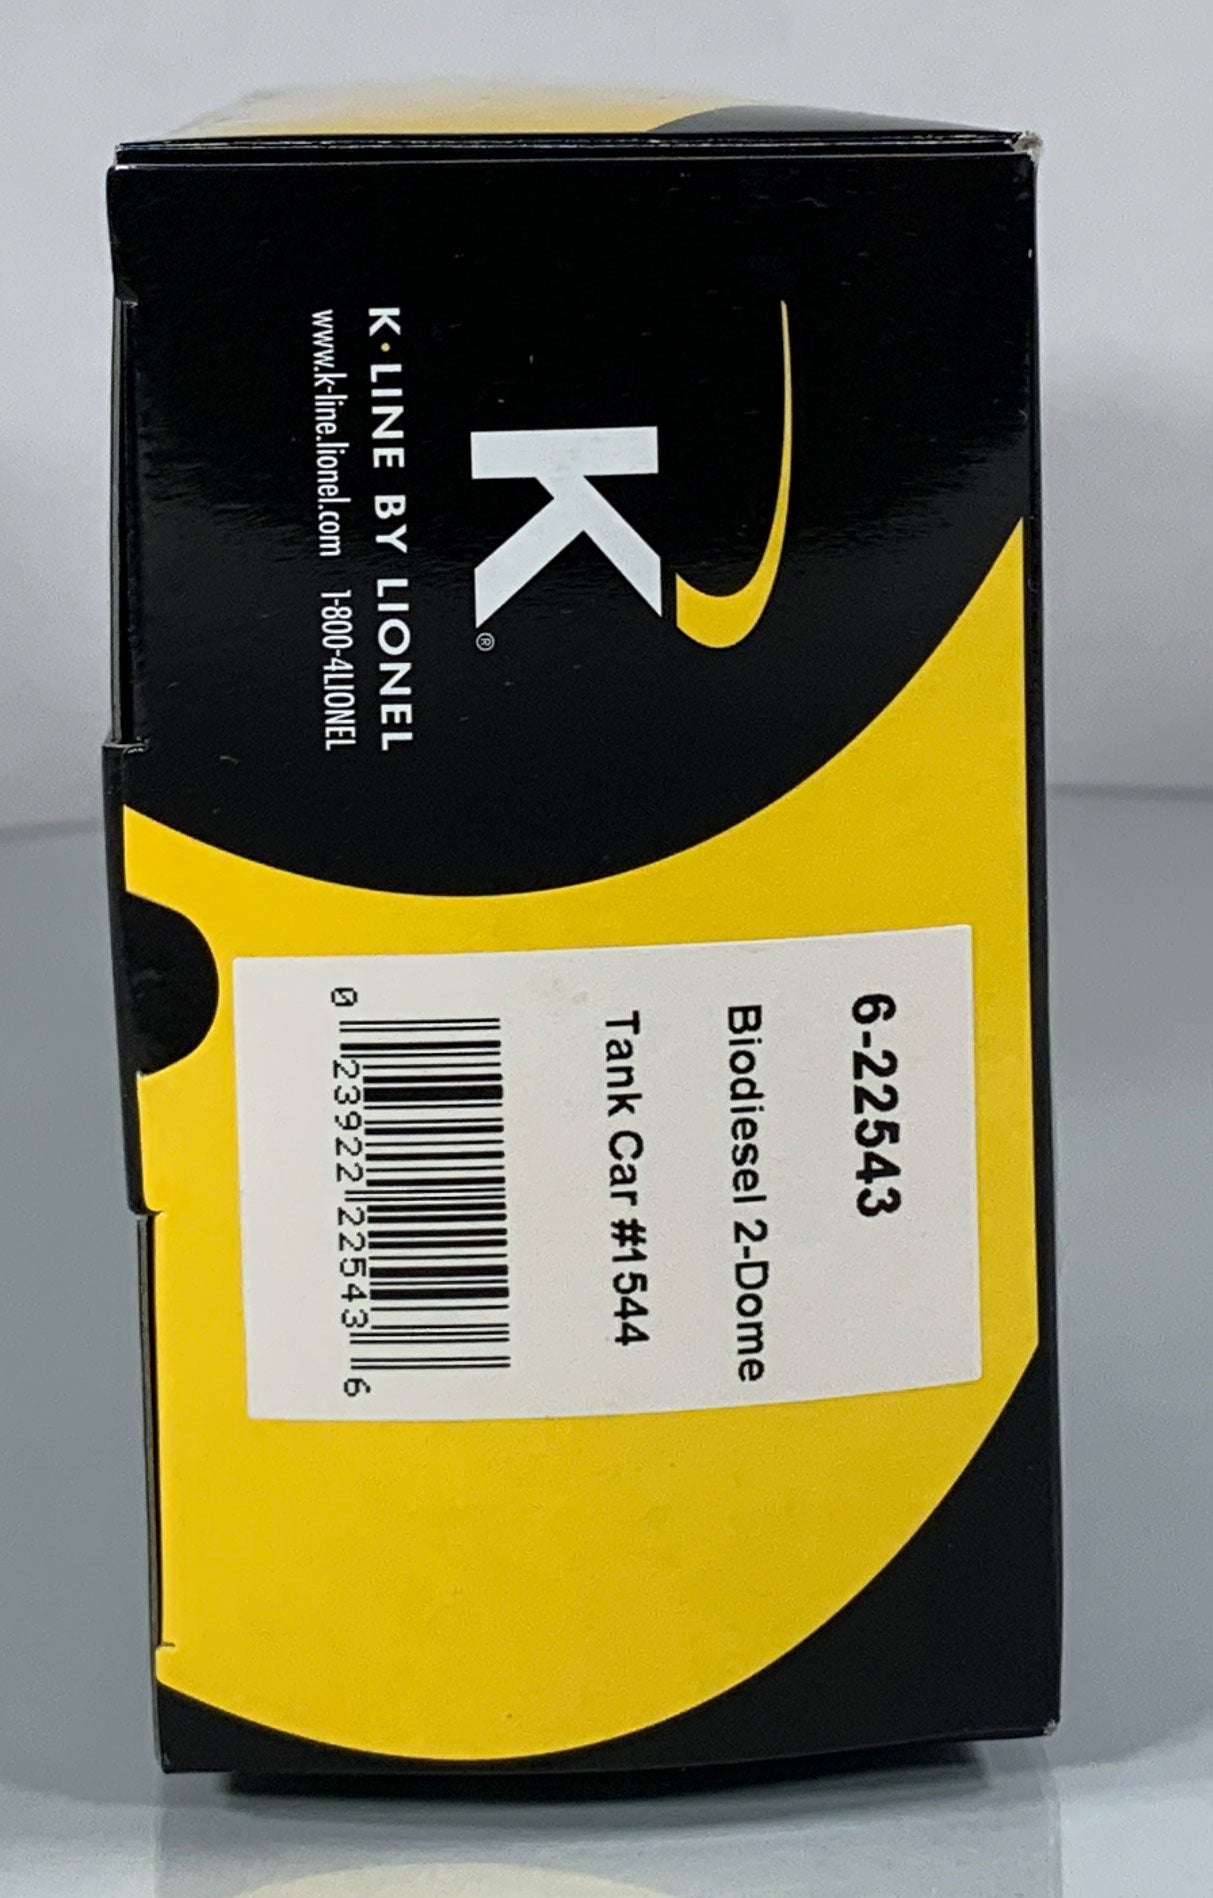 K®
K•LINE BY LIONEL
www.k-line.lionel.com 1-800-4LIONEL
6-22543
Biodiesel 2-Dome
Tank Car #1544
0 23922 22543 6